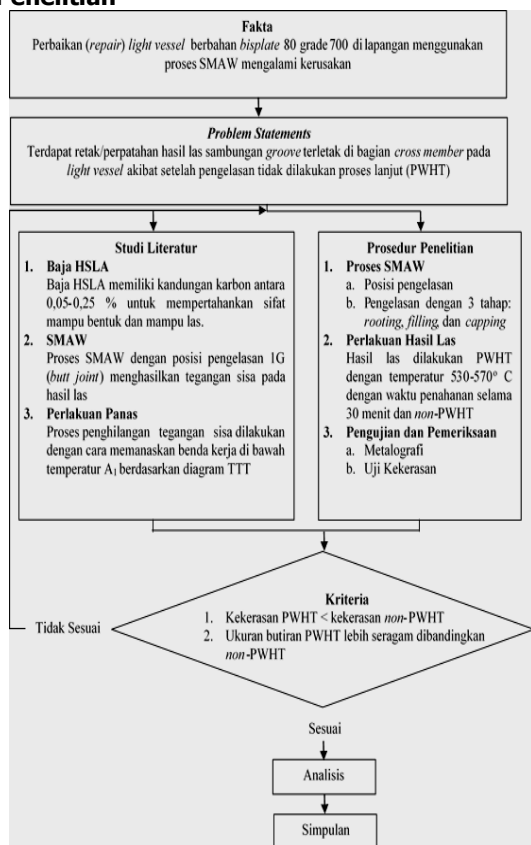 Penelitian
Fakta
Perbaikan (repair) light vessel berbahan bisplate 80 grade 700 di lapangan menggunakan
proses SMAW mengalami kerusakan
Problem Statements
Terdapat retak/perpatahan hasil las sambungan groove terletak di bagian cross member pada
light vessel akibat setelah pengelasan tidak dilakukan proses lanjut (PWHT)
Studi Literatur
1. Baja HSLA
Baja HSLA memiliki kandungan karbon antara
0,05-0,25 % untuk mempertahankan sifat
mampu bentuk dan mampu las.
2. SMAW
Proses SMAW dengan posisi pengelasan 1G
(butt joint) menghasilkan tegangan sisa pada
hasil las
3. Perlakuan Panas
Proses penghilangan tegangan sisa dilakukan
dengan cara memanaskan benda kerja di bawah
temperatur A₁ berdasarkan diagram TTT
Prosedur Penelitian
1. Proses SMAW
a. Posisi pengelasan
b. Pengelasan dengan 3 tahap:
rooting, filling, dan capping
2. Perlakuan Hasil Las
Hasil las dilakukan PWHT
dengan temperatur 530-570° C
dengan waktu penahanan selama
30 menit dan non-PWHT
3. Pengujian dan Pemeriksaan
a. Metalografi
b. Uji Kekerasan
Kriteria
1. Kekerasan PWHT < kekerasan non-PWHT
2. Ukuran butiran PWHT lebih seragam dibandingkan
non-PWHT
Tidak Sesuai
Sesuai
Analisis
Simpulan